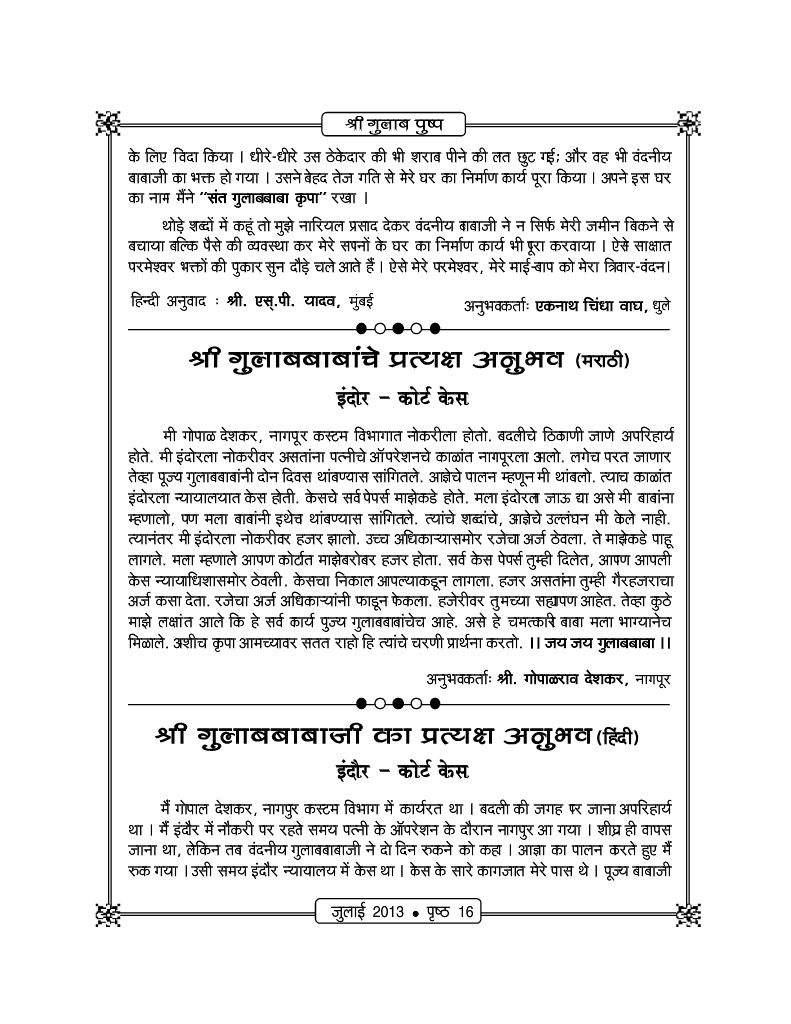 श्री गुलाब पुष्प
के लिए विदा किया । धीरे-धीरे उस ठेकेदार की भी शराब पीने की लत छुट गई; और वह भी वंदनीय
बाबाजी का भक्त हो गया । उसने बेहद तेज गति से मेरे घर का निर्माण कार्य पूरा किया । अपने इस घर
का नाम मैंने "संत गुलाबबाबा कृपा" रखा ।
थोड़े शब्दों में कहूं तो मुझे नारियल प्रसाद देकर वंदनीय बाबाजी ने न सिर्फ मेरी जमीन बिकने से
बचाया बल्कि पैसे की व्यवस्था कर मेरे सपनों के घर का निर्माण कार्य भी पूरा करवाया । ऐसे साक्षात
परमेश्वर भक्तों की पुकार सुन दौड़े चले आते हैं । ऐसे मेरे परमेश्वर, मेरे माई-बाप को मेरा त्रिवार-वंदन।
हिन्दी अनुवाद : श्री. एस्.पी. यादव, मुंबई
अनुभवकर्ताः एकनाथ चिंधा वाघ, धुले
श्री गुलाबबाबांचे प्रत्यक्ष अनुभव (मराठी)
इंदोर – कोर्ट केस
मी गोपाळ देशकर, नागपूर कस्टम विभागात नोकरीला होतो. बदलीचे ठिकाणी जाणे अपरिहार्य
होते. मी इंदोरला नोकरीवर असतांना पत्नीचे ऑपरेशनचे काळांत नागपूरला आलो. लगेच परत जाणार
तेव्हा पूज्य गुलाबबाबांनी दोन दिवस थांबण्यास सांगितले. आज्ञेचे पालन म्हणून मी थांबलो. त्याच काळांत
इंदोरला न्यायालयात केस होती. केसचे सर्व पेपर्स माझेकडे होते. मला इंदोरला जाऊ द्या असे मी बाबांना
म्हणालो, पण मला बाबांनी इथेच थांबण्यास सांगितले. त्यांचे शब्दांचे, आज्ञेचे उल्लंघन मी केले नाही.
त्यानंतर मी इंदोरला नोकरीवर हजर झालो. उच्च अधिकाऱ्यासमोर रजेचा अर्ज ठेवला. ते माझेकडे पाहू
लागले. मला म्हणाले आपण कोर्टात माझेबरोबर हजर होता. सर्व केस पेपर्स तुम्ही दिलेत, आपण आपली
केस न्यायाधिशासमोर ठेवली. केसचा निकाल आपल्याकडून लागला. हजर असतांना तुम्ही गैरहजराचा
अर्ज कसा देता. रजेचा अर्ज अधिकाऱ्यांनी फाडून फेकला. हजेरीवर तुमच्या सह्यापण आहेत. तेव्हा कुठे
माझे लक्षांत आले कि हे सर्व कार्य पुज्य गुलाबबाबांचेच आहे. असे हे चमत्कारी बाबा मला भाग्यानेच
मिळाले. अशीच कृपा आमच्यावर सतत राहो हि त्यांचे चरणी प्रार्थना करतो. ।। जय जय गुलाबबाबा ।।
अनुभवकर्ताः श्री. गोपाळराव देशकर, नागपूर
श्री गुलाबबाबाजी का प्रत्यक्ष अनुभव (हिंदी)
इंदौर – कोर्ट केस
मैं गोपाल देशकर, नागपुर कस्टम विभाग में कार्यरत था । बदली की जगह पर जाना अपरिहार्य
था । मैं इंदौर में नौकरी पर रहते समय पत्नी के ऑपरेशन के दौरान नागपुर आ गया । शीघ्र ही वापस
जाना था, लेकिन तब वंदनीय गुलाबबाबाजी ने दो दिन रुकने को कहा । आज्ञा का पालन करते हुए मैं
रुक गया । उसी समय इंदौर न्यायालय में केस था । केस के सारे कागजात मेरे पास थे । पूज्य बाबाजी
जुलाई 2013 ● पृष्ठ 16